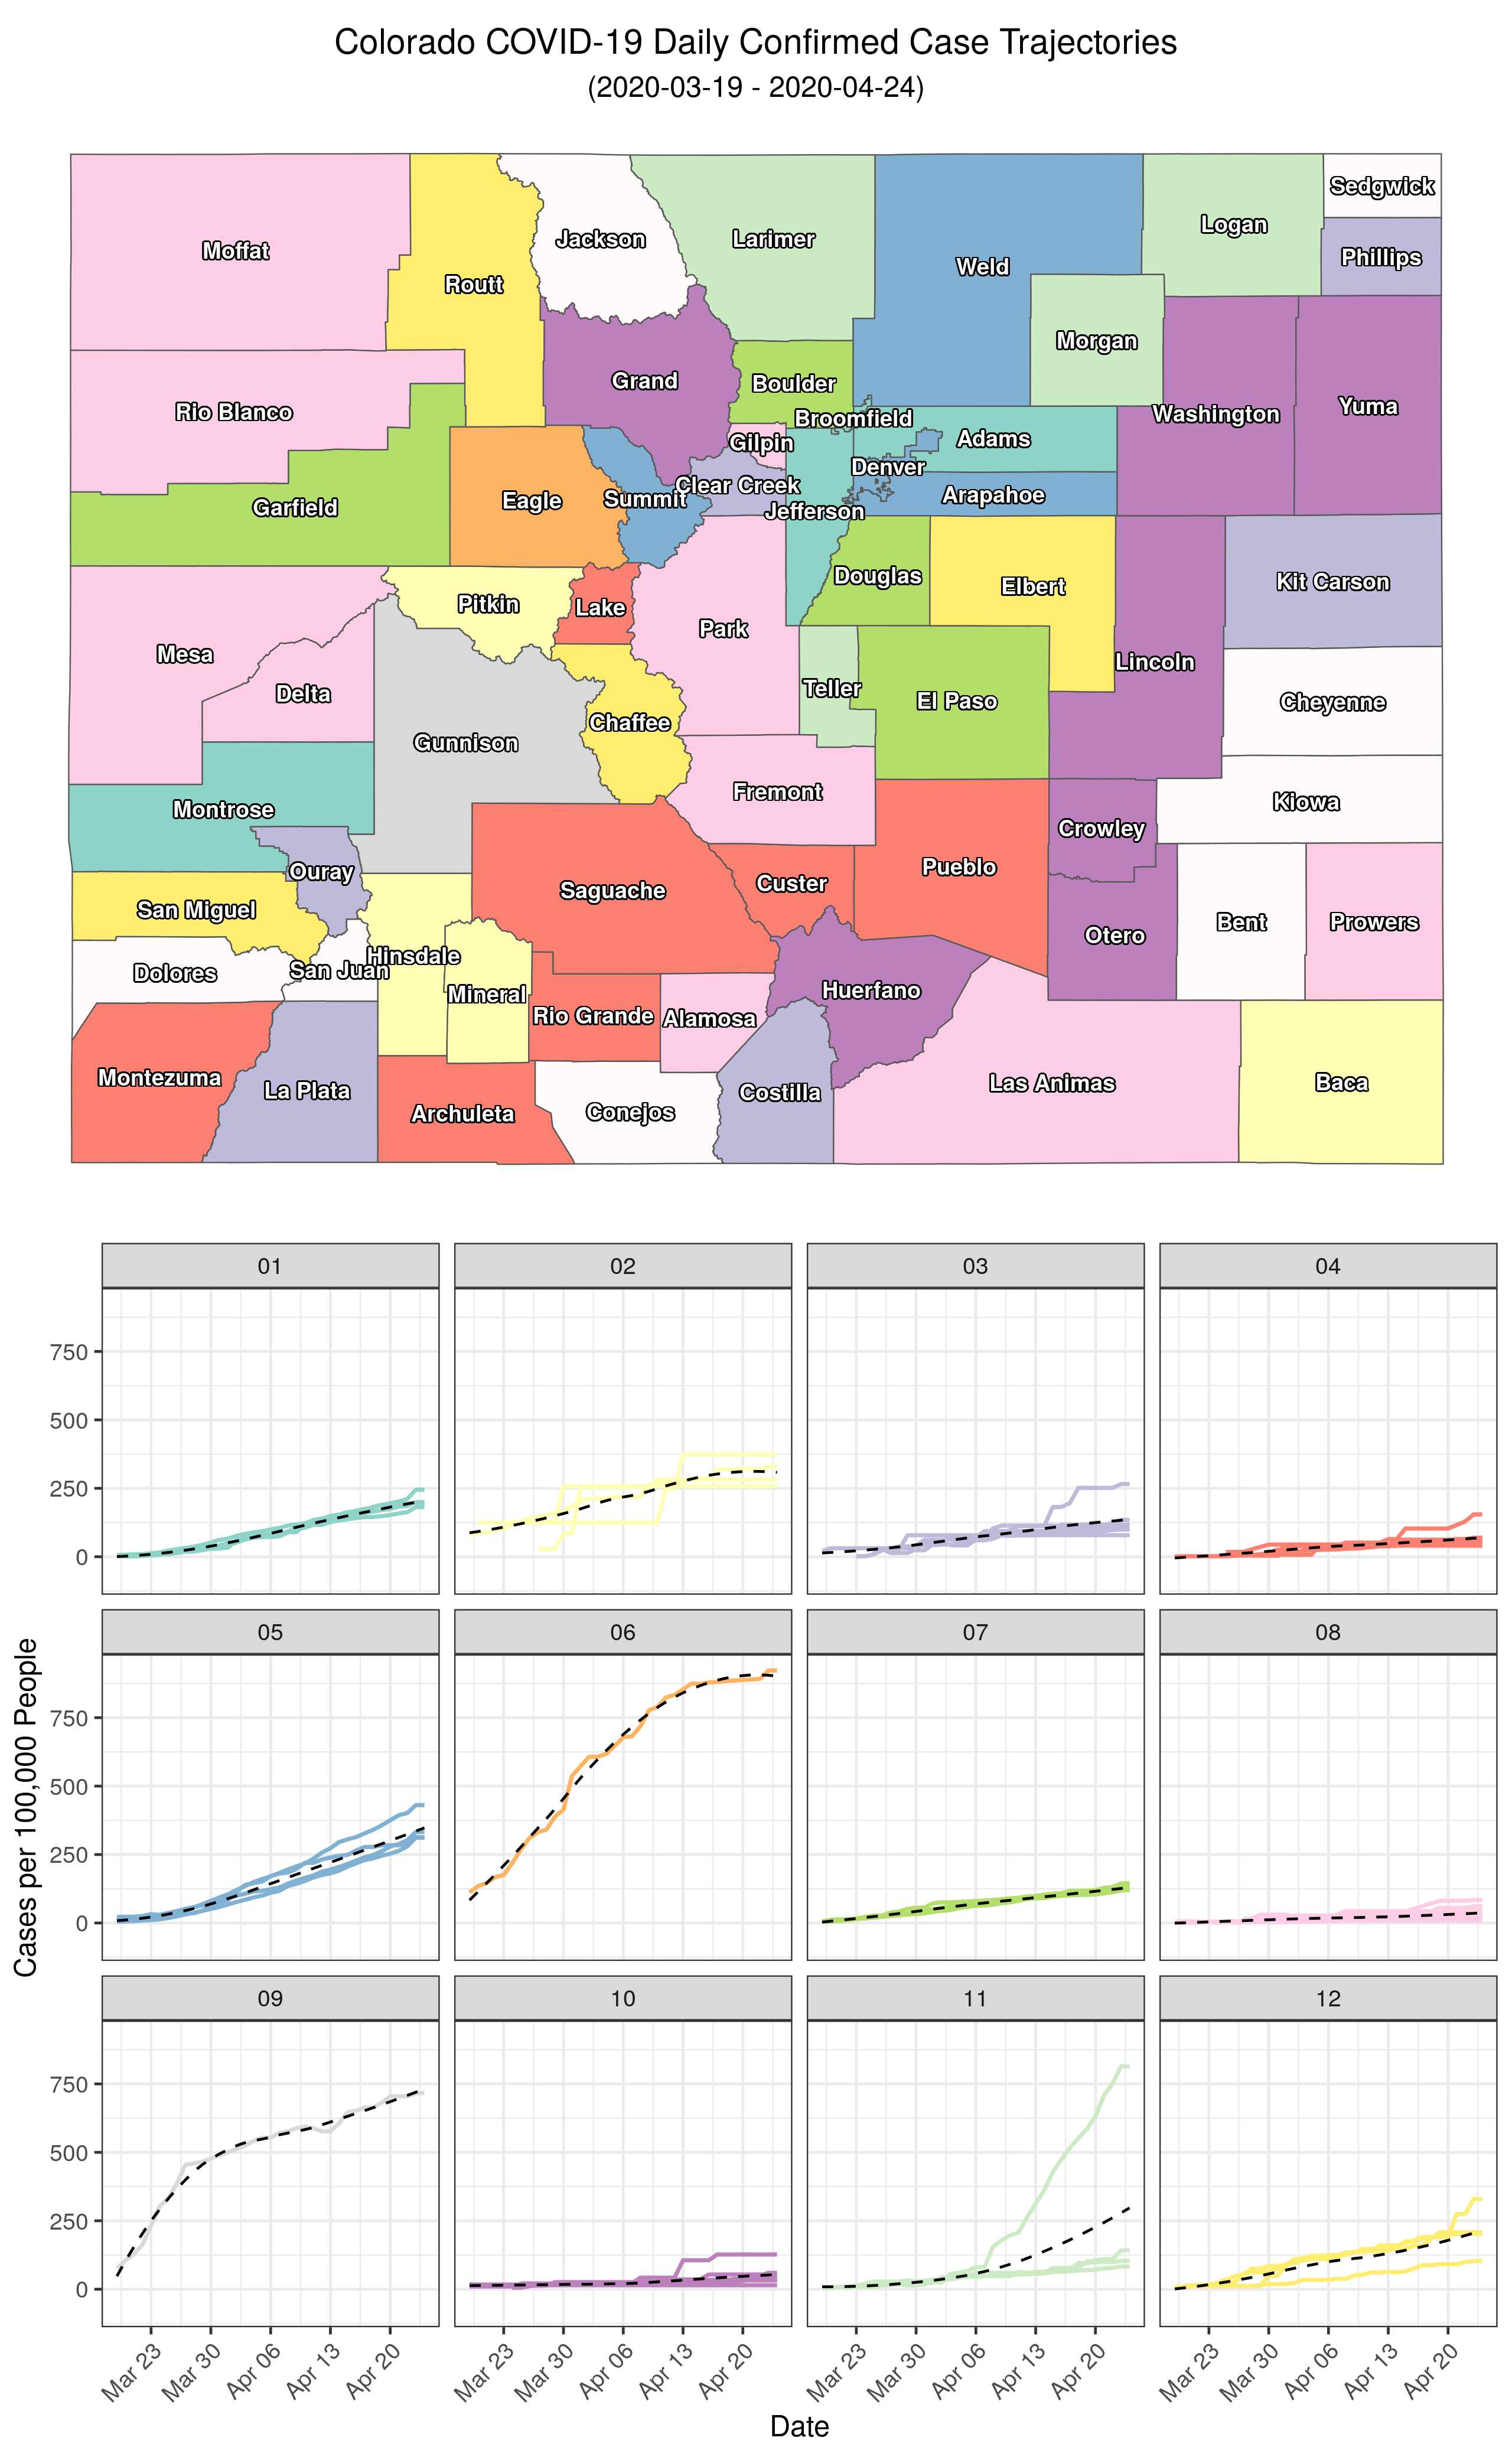 Colorado COVID-19 Daily Confirmed Case Trajectories
(2020-03-19 - 2020-04-24)
Sedgwick
Logan
Jackson
Larimer
Moffat
Phillips
Weld
Routt
Morgan
Grand
Boulder
Yuma
Rio Blanco
Washington
Broomfield
Adams
Gilpin
Denver
Clear Creek
Arapahoe
Summit
Eagle
Garfield
Jefferson
Douglas
Kit Carson
Elbert
Pitkin
Lake
Park
Mesa
Lincoln
Teller
Delta
El Paso
Cheyenne
Chaffee
Gunnison
Fremont
Kiowa
Montrose
Crowley
Pueblo
Ouray
Custer
Saguache
San Miguel
Bent
Prowers
Otero
Hinsdale
San Juan
Dolores
Huerfano
Mineral
Rio Grande
Alamosa
Montezuma
Las Animas
Baca
La Plata
Costilla
Conejos
Archuleta
01
02
03
04
750
500
250
0
05
06
07
08
750
500
250
0
09
10
11
12
750
500
250
0
Cases per 100,000 People
Mar 23
Mar 30
Apr 06
Apr 13
Apr 20
Mar 23
Mar 30
Apr 06
Apr 13
Apr 20
Mar 23
Mar 30
Apr 06
Apr 13
Apr 20
Mar 23
Mar 30
Apr 06
Apr 13
Apr 20
Date